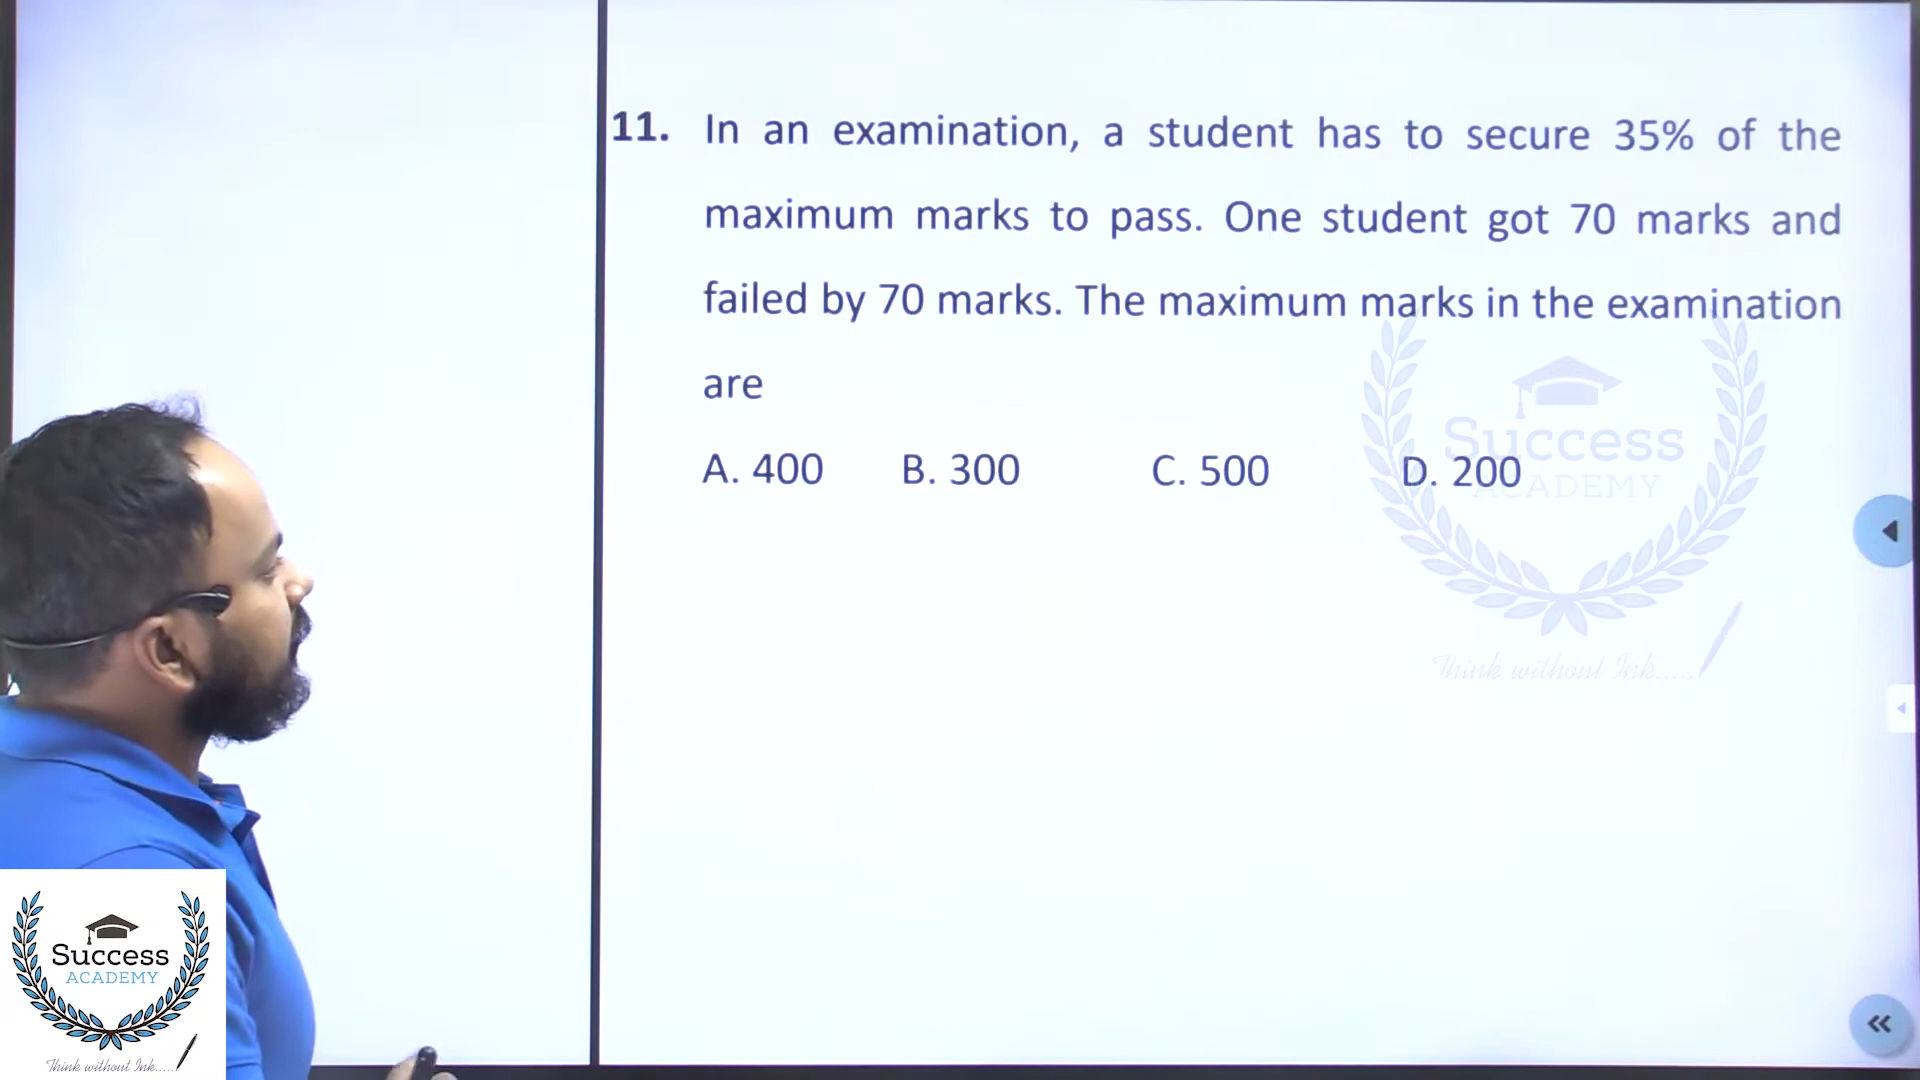 11. In an examination, a student has to secure 35% of the
maximum marks to pass. One student got 70 marks and
failed by 70 marks. The maximum marks in the examination
are
A. 400 B. 300 C. 500 D. 200
Success
ACADEMY
Think without Ink.....
Success
ACADEMY
Think without Ink.....